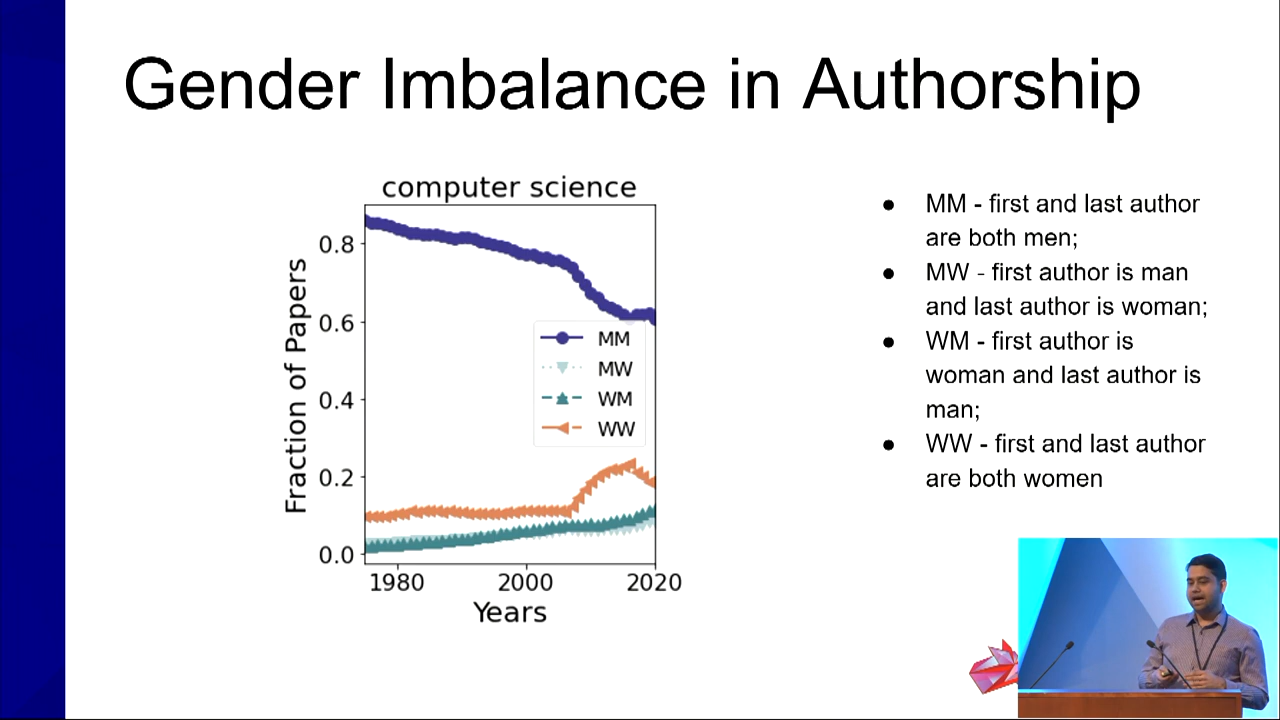 Gender Imbalance in Authorship
computer science
Fraction of Papers
0.8
0.6
0.4
0.2
0.0
MM
MW
WM
WW
1980
2000
2020
Years
● MM - first and last author
are both men;
● MW - first author is man
and last author is woman;
● WM - first author is
woman and last author is
man;
● WW - first and last author
are both women